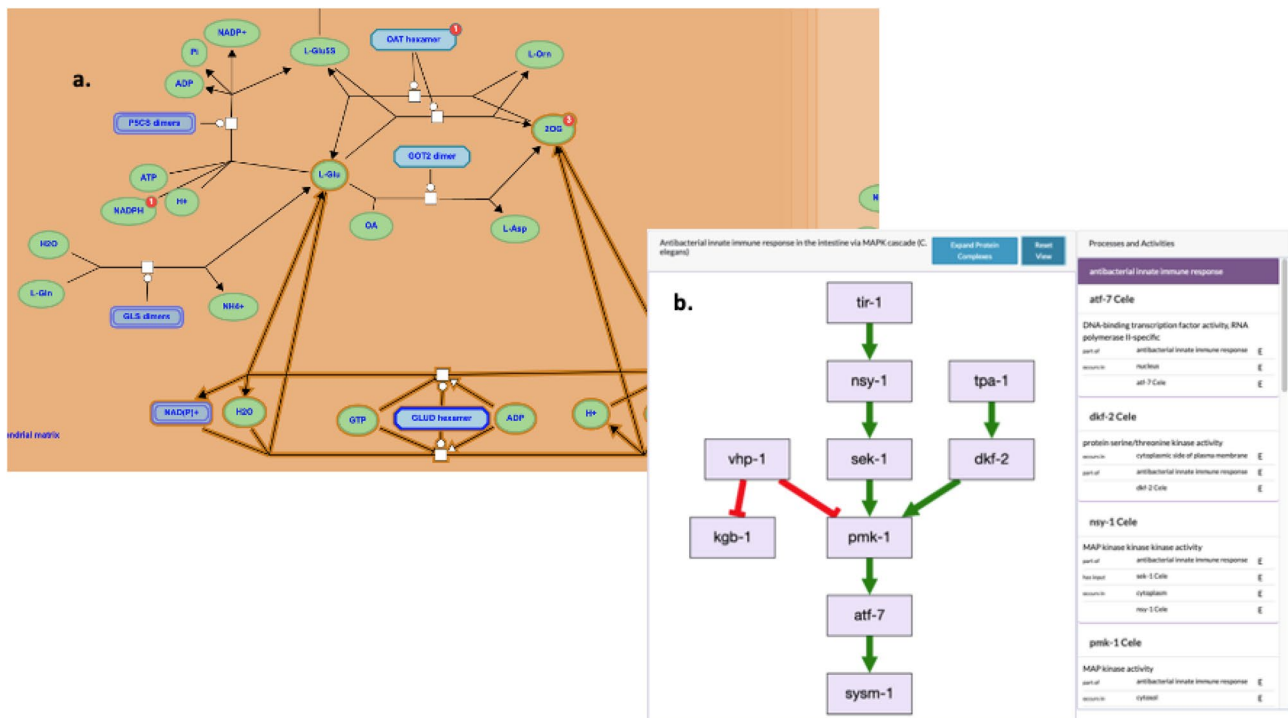 a.
NADP+
Pi
ADP
L-Glu5S
OAT hexamer
1
L-Orn
P5CS dimers
2OG
3
GOT2 dimer
ATP
NADPH
1
H+
L-Glu
OA
L-Asp
H2O
L-Gln
NH4+
GLS dimers
NAD(P)+
H2O
GTP
GLUD hexamer
ADP
H+
ndrial matrix
Antibacterial innate immune response in the intestine via MAPK cascade (C.
elegans)
Expand Protein
Complexes
Reset
View
b.
tir-1
nsy-1
tpa-1
vhp-1
sek-1
dkf-2
kgb-1
pmk-1
atf-7
sysm-1
Processes and Activities
antibacterial innate immune response
atf-7 Cele
DNA-binding transcription factor activity, RNA
polymerase II-specific
part of antibacterial innate immune response E
occurs in nucleus E
atf-7 Cele E
dkf-2 Cele
protein serine/threonine kinase activity
occurs in cytoplasmic side of plasma membrane E
part of antibacterial innate immune response E
dkf-2 Cele E
nsy-1 Cele
MAP kinase kinase kinase activity
part of antibacterial innate immune response E
has input sek-1 Cele E
occurs in cytoplasm E
nsy-1 Cele E
pmk-1 Cele
MAP kinase activity
part of antibacterial innate immune response E
occurs in cytosol E